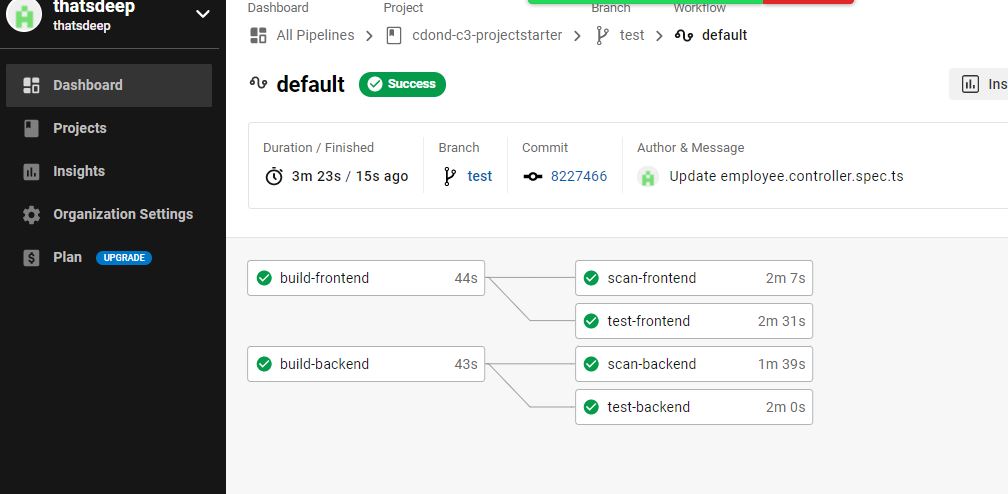 thatsdeep
thatsdeep
Dashboard
Projects
Insights
Organization Settings
Plan UPGRADE
Dashboard Project Branch Workflow
All Pipelines cdond-c3-projectstarter test default
default Success
Duration / Finished Branch Commit Author & Message
3m 23s / 15s ago test 8227466 Update employee.controller.spec.ts
build-frontend 44s scan-frontend 2m 7s
test-frontend 2m 31s
build-backend 43s scan-backend 1m 39s
test-backend 2m 0s